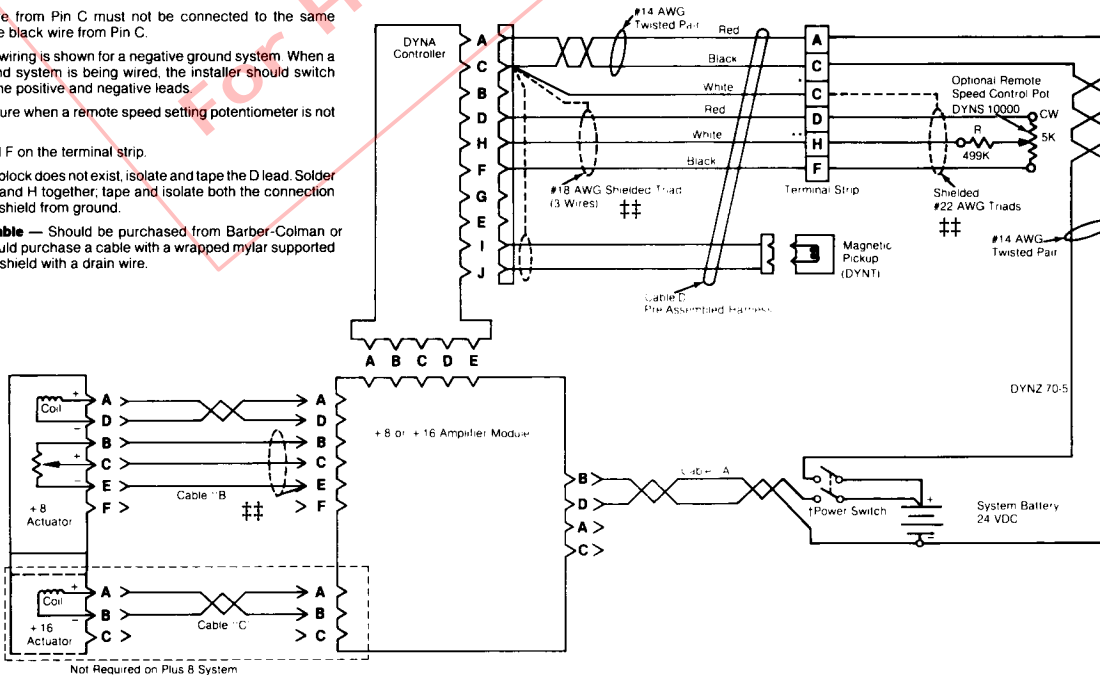 re from Pin C must not be connected to the same
e black wire from Pin C.
wiring is shown for a negative ground system. When a
nd system is being wired, the installer should switch
he positive and negative leads.
ure when a remote speed setting potentiometer is not
l F on the terminal strip.
block does not exist, isolate and tape the D lead. Solder
and H together; tape and isolate both the connection
shield from ground.
able — Should be purchased from Barber-Colman or
uld purchase a cable with a wrapped mylar supported
shield with a drain wire.
For
DYNA
Controller
A
C
B
D
H
F
G
E
I
J
#14 AWG
Twisted Pair
Red
Black
White
Red
White
Black
#18 AWG Shielded Triad
(3 Wires)
‡‡
Cable D
Pre Assembled Harness
A
C
C
D
H
F
Terminal Strip
Optional Remote
Speed Control Pot
DYNS 10000
CW
5K
R
499K
Shielded
#22 AWG Triads
‡‡
#14 AWG
Twisted Pair
Magnetic
Pickup
(DYNT)
A B C D E
DYNZ 70-5
+ 8 or + 16 Amplifier Module
Coil
+
-
+
-
+ 8
Actuator
A
D
B
C
E
F
Cable "B
‡‡
A
D
B
C
E
F
B
D
A
C
Cable A
†Power Switch
+
-
System Battery
24 VDC
Coil
+
-
+ 16
Actuator
A
B
C
Cable "C"
A
B
C
Not Required on Plus 8 System